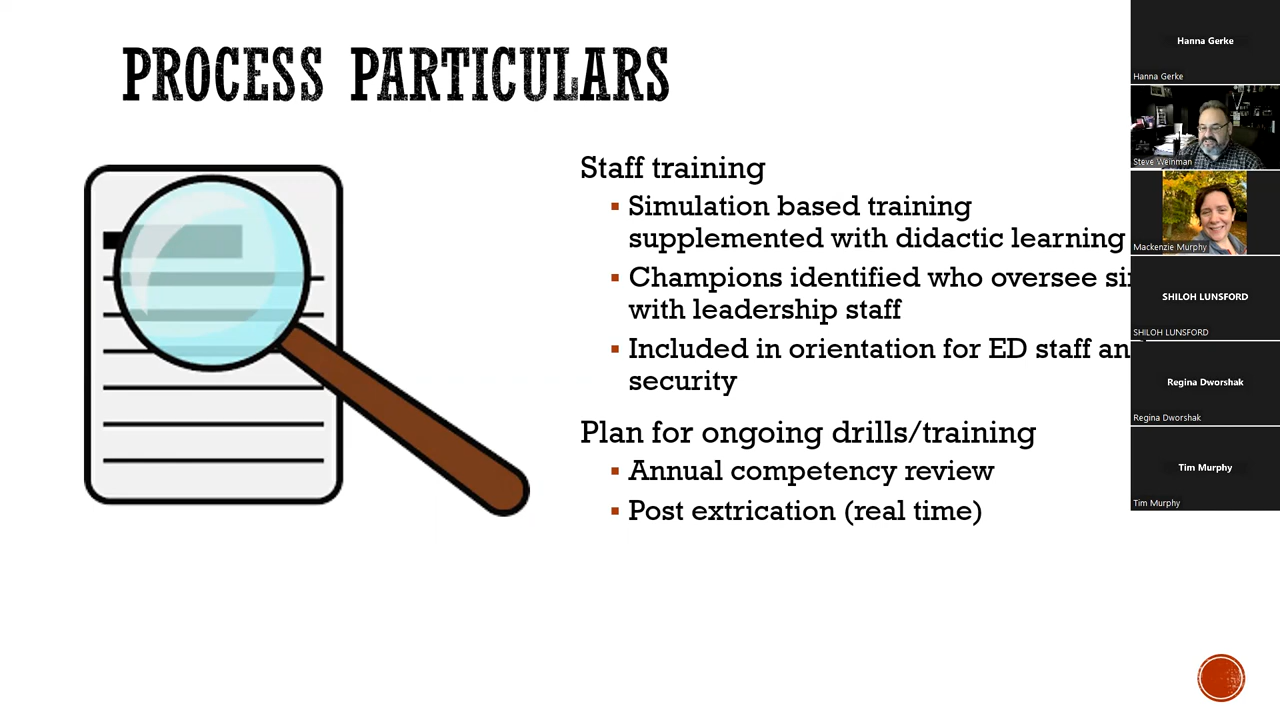 PROCESS PARTICULARS
Staff training
Simulation based training
supplemented with didactic learning
Champions identified who oversee
with leadership staff
Included in orientation for ED staff
security
Plan for ongoing drills/training
Annual competency review
Post extrication (real time)
Hanna Gerke
Hanna Gerke
Steve Weinman
Mackenzie Murphy
SHILOH LUNSFORD
SHILOH LUNSFORD
Regina Dworshak
Regina Dworshak
Tim Murphy
Tim Murphy